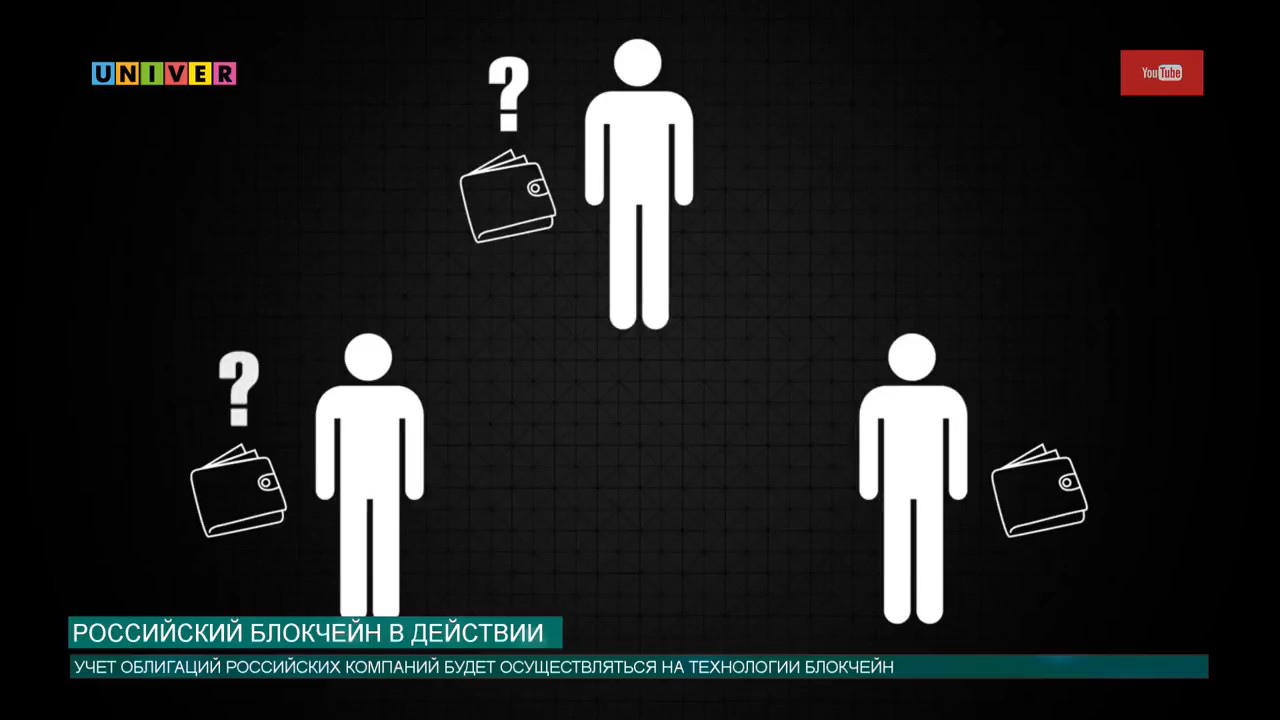 UNIVER
YouTube
?
?
РОССИЙСКИЙ БЛОКЧЕЙН В ДЕЙСТВИИ
УЧЕТ ОБЛИГАЦИЙ РОССИЙСКИХ КОМПАНИЙ БУДЕТ ОСУЩЕСТВЛЯТЬСЯ НА ТЕХНОЛОГИИ БЛОКЧЕЙН